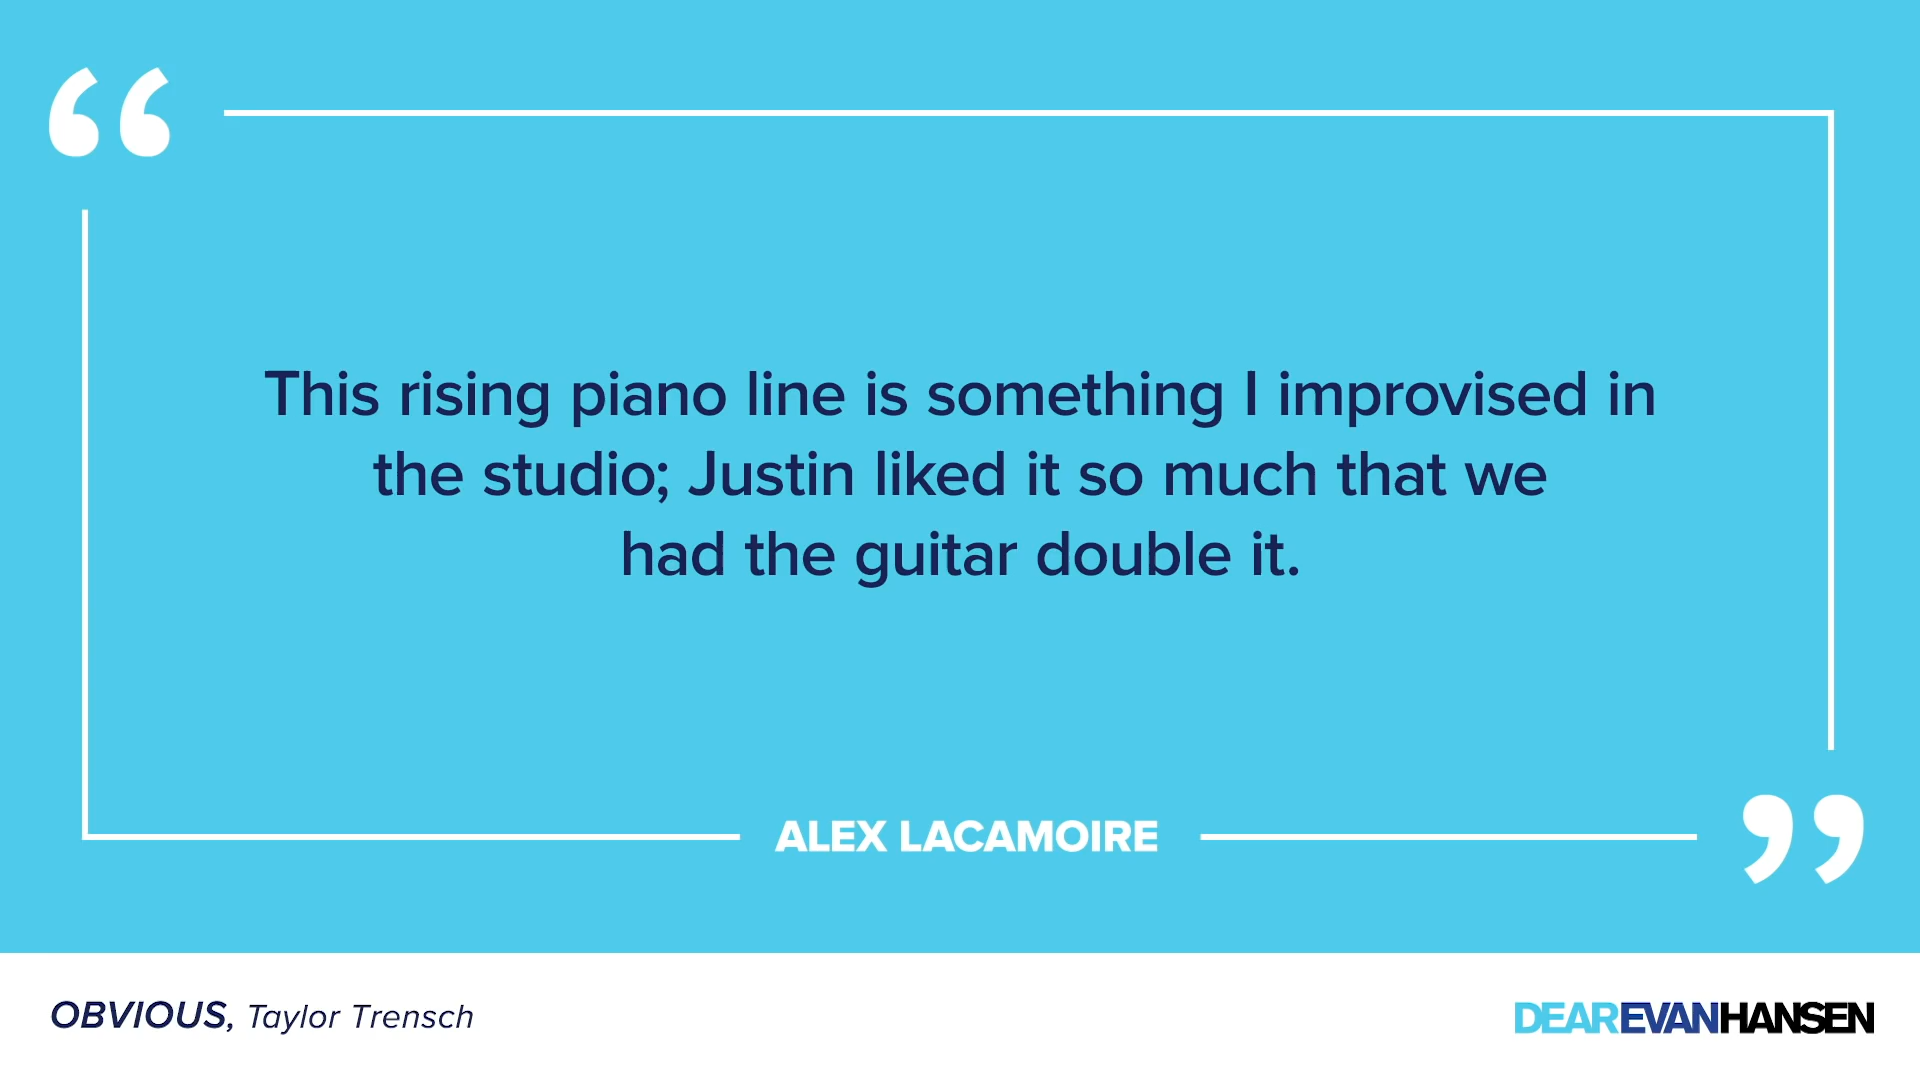 “
This rising piano line is something I improvised in
the studio; Justin liked it so much that we
had the guitar double it.
ALEX LACAMOIRE
”
OBVIOUS, Taylor Trensch
DEAREVANHANSEN